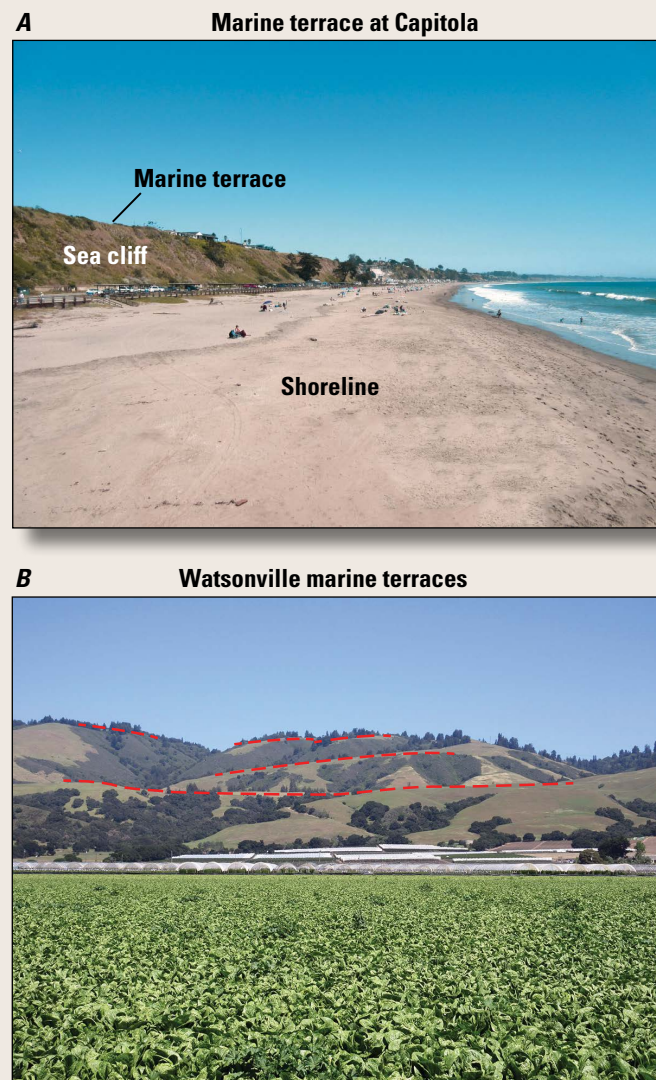 A Marine terrace at Capitola
Marine terrace
Sea cliff
Shoreline
B Watsonville marine terraces